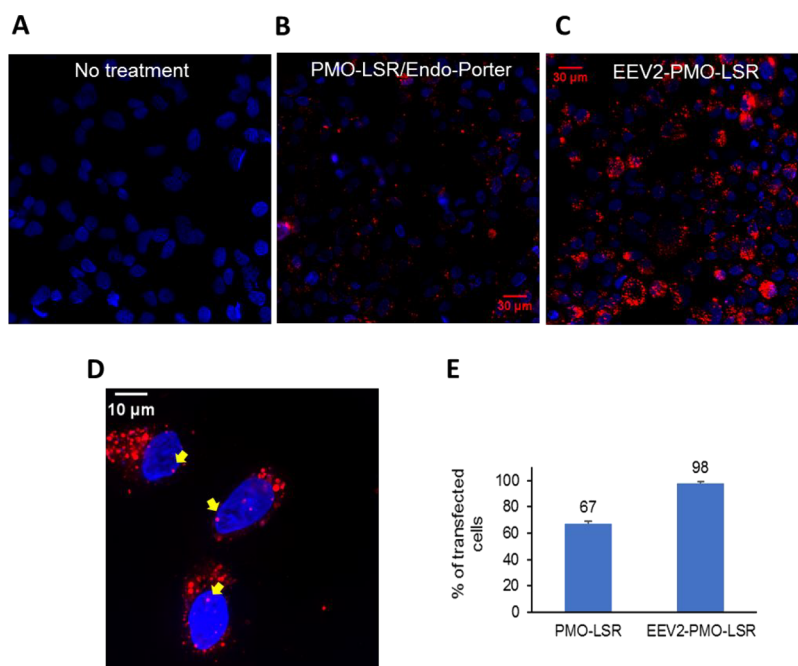 A
No treatment
B
PMO-LSR/Endo-Porter
30 µm
C
30 µm
EEV2-PMO-LSR
D
10 µm
E
% of transfected
cells
100
80
60
40
20
0
67
98
PMO-LSR
EEV2-PMO-LSR